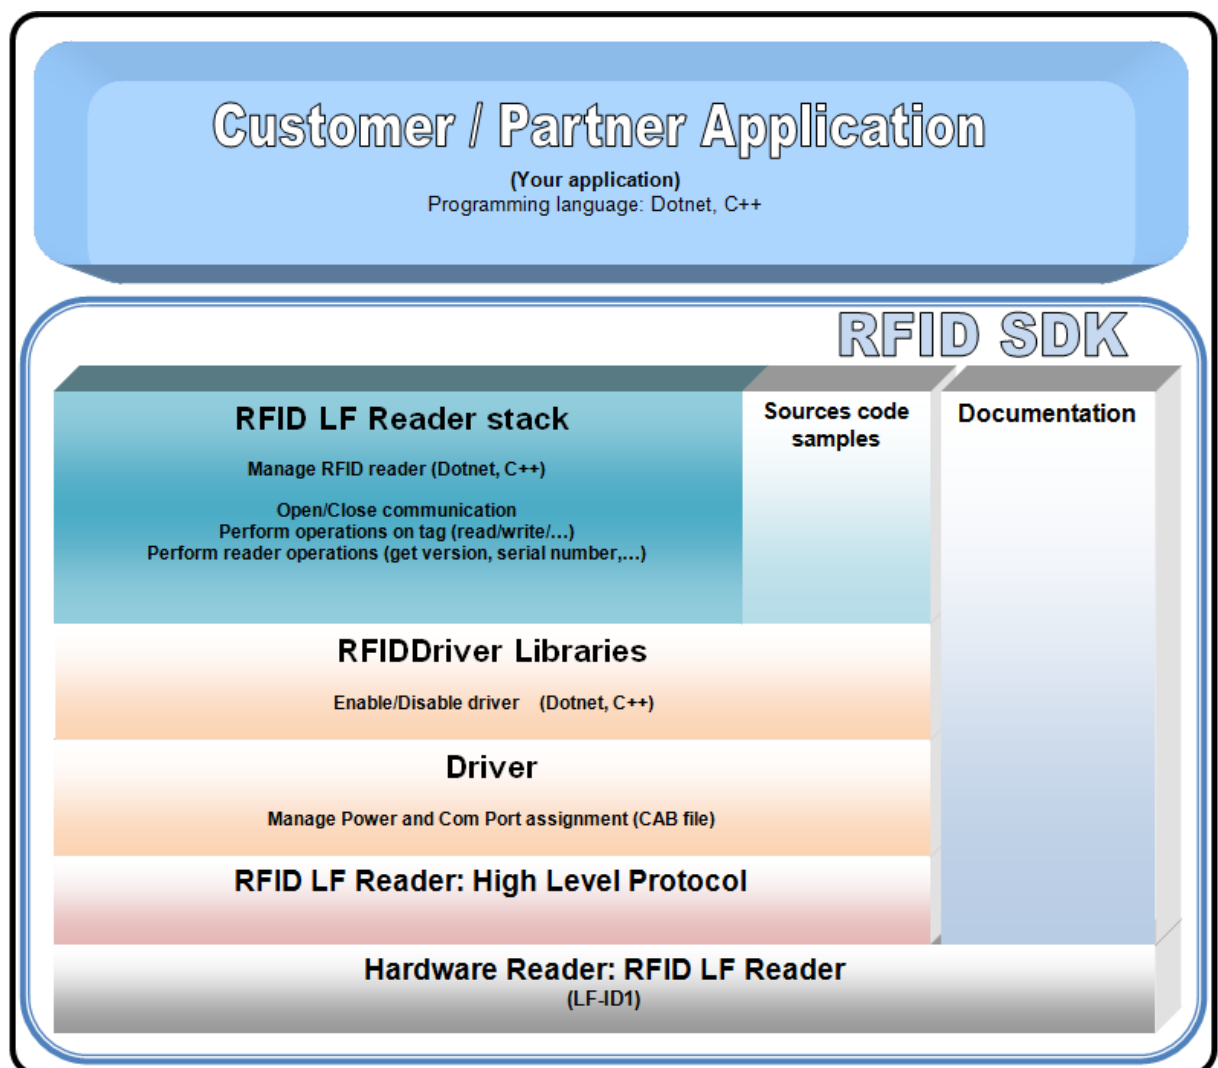 Customer / Partner Application
(Your application)
Programming language: Dotnet, C++
RFID SDK
RFID LF Reader stack
Manage RFID reader (Dotnet, C++)
Open/Close communication
Perform operations on tag (read/write/...)
Perform reader operations (get version, serial number,...)
Sources code
samples
Documentation
RFIDDriver Libraries
Enable/Disable driver (Dotnet, C++)
Driver
Manage Power and Com Port assignment (CAB file)
RFID LF Reader: High Level Protocol
Hardware Reader: RFID LF Reader
(LF-ID1)